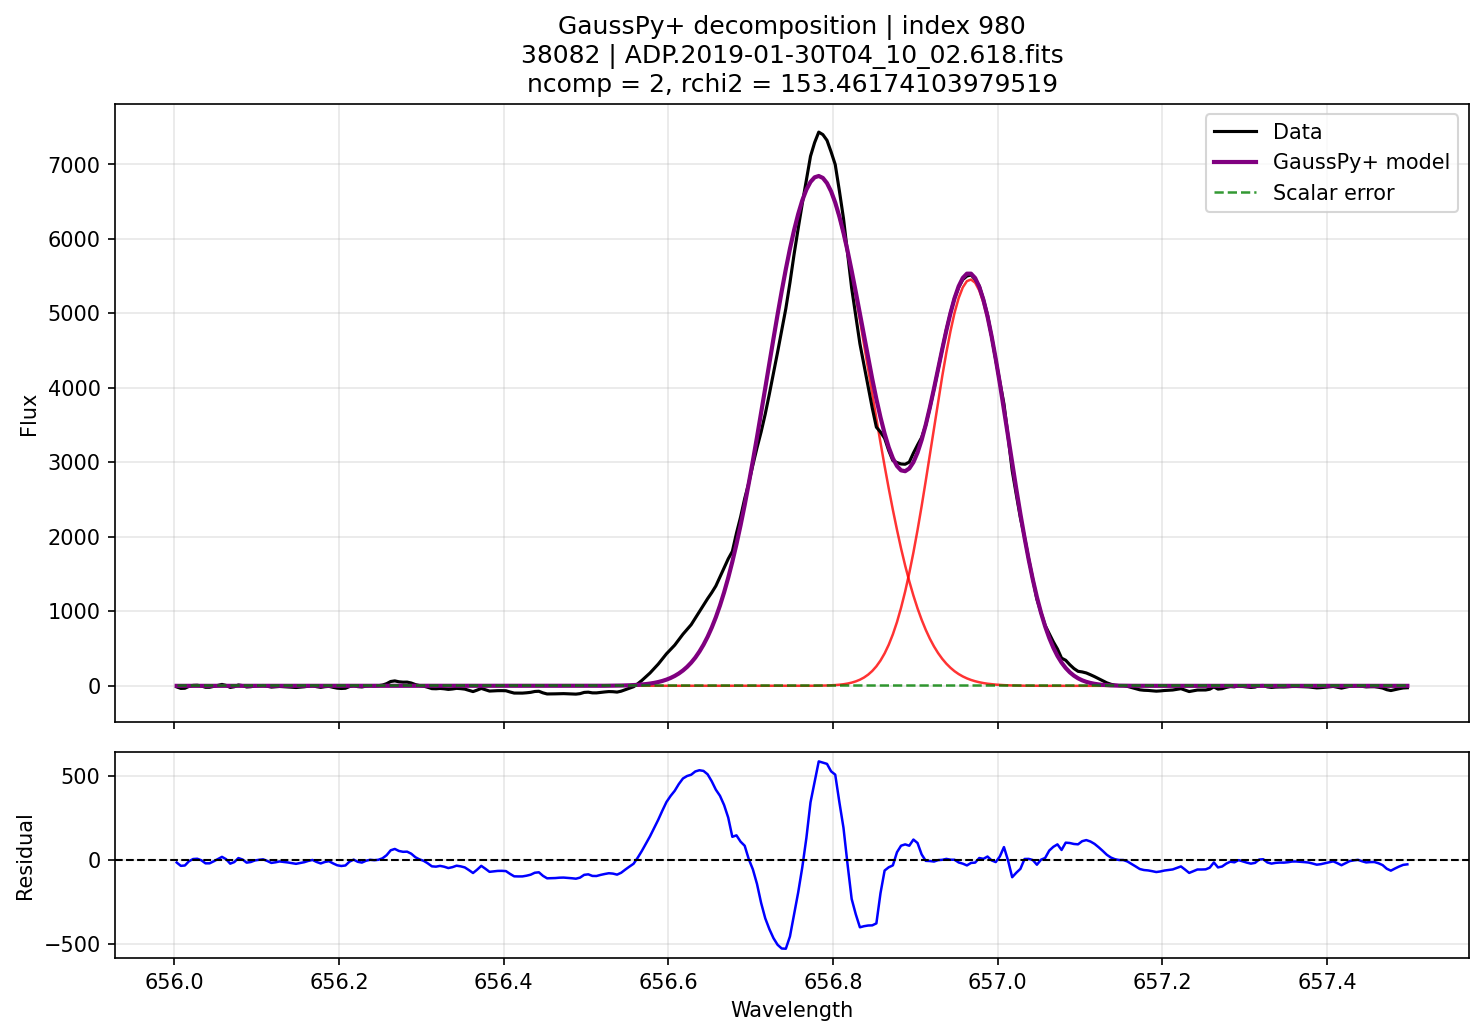 GaussPy+ decomposition | index 980
38082 | ADP.2019-01-30T04_10_02.618.fits
ncomp = 2, rchi2 = 153.46174103979519
Data
GaussPy+ model
Scalar error
Flux
7000
6000
5000
4000
3000
2000
1000
0
Residual
500
0
−500
656.0
656.2
656.4
656.6
656.8
657.0
657.2
657.4
Wavelength